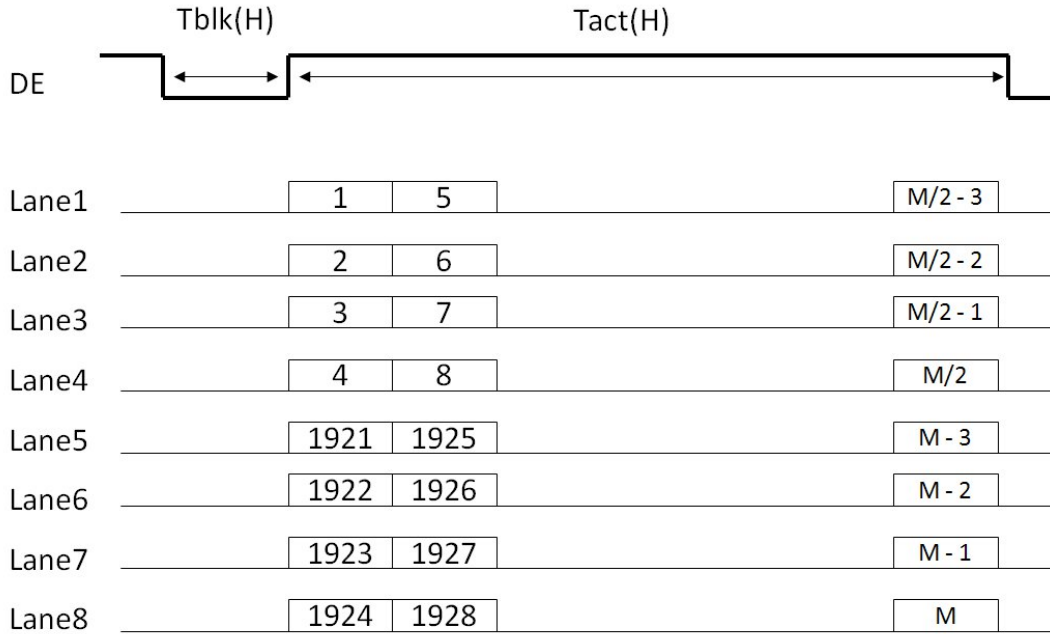 Tblk(H) Tact(H)
DE
Lane1 1 5 M/2 - 3
Lane2 2 6 M/2 - 2
Lane3 3 7 M/2 - 1
Lane4 4 8 M/2
Lane5 1921 1925 M - 3
Lane6 1922 1926 M - 2
Lane7 1923 1927 M - 1
Lane8 1924 1928 M